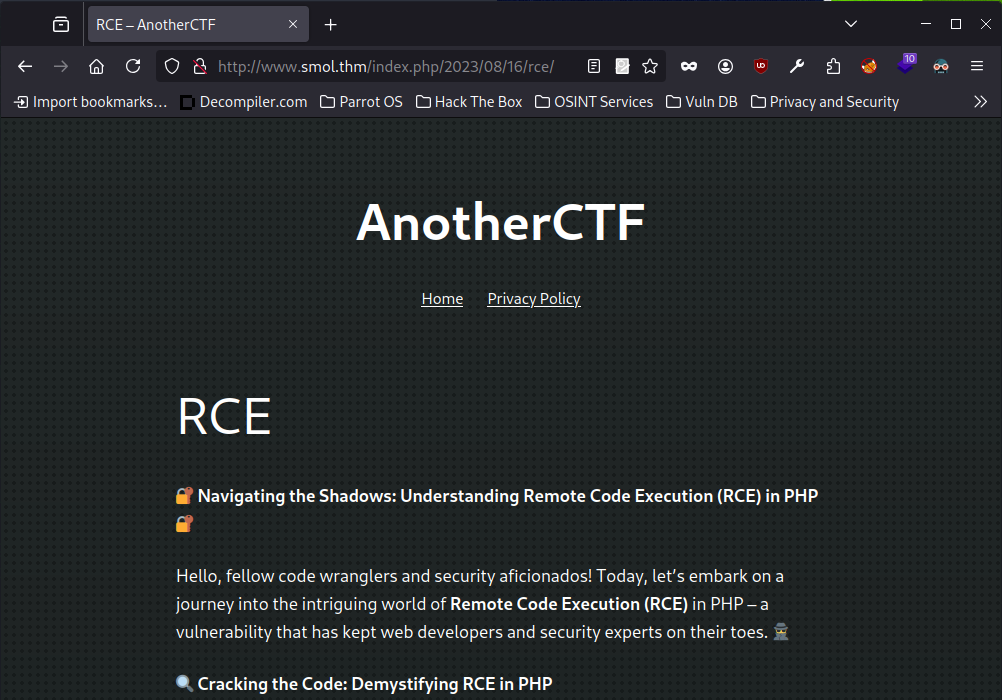 RCE – AnotherCTF
http://www.smol.thm/index.php/2023/08/16/rce/
10
Import bookmarks…
Decompiler.com
Parrot OS
Hack The Box
OSINT Services
Vuln DB
Privacy and Security
AnotherCTF
Home
Privacy Policy
RCE
🔐 Navigating the Shadows: Understanding Remote Code Execution (RCE) in PHP
🔐
Hello, fellow code wranglers and security aficionados! Today, let’s embark on a
journey into the intriguing world of Remote Code Execution (RCE) in PHP – a
vulnerability that has kept web developers and security experts on their toes. 🕵️
🔍 Cracking the Code: Demystifying RCE in PHP